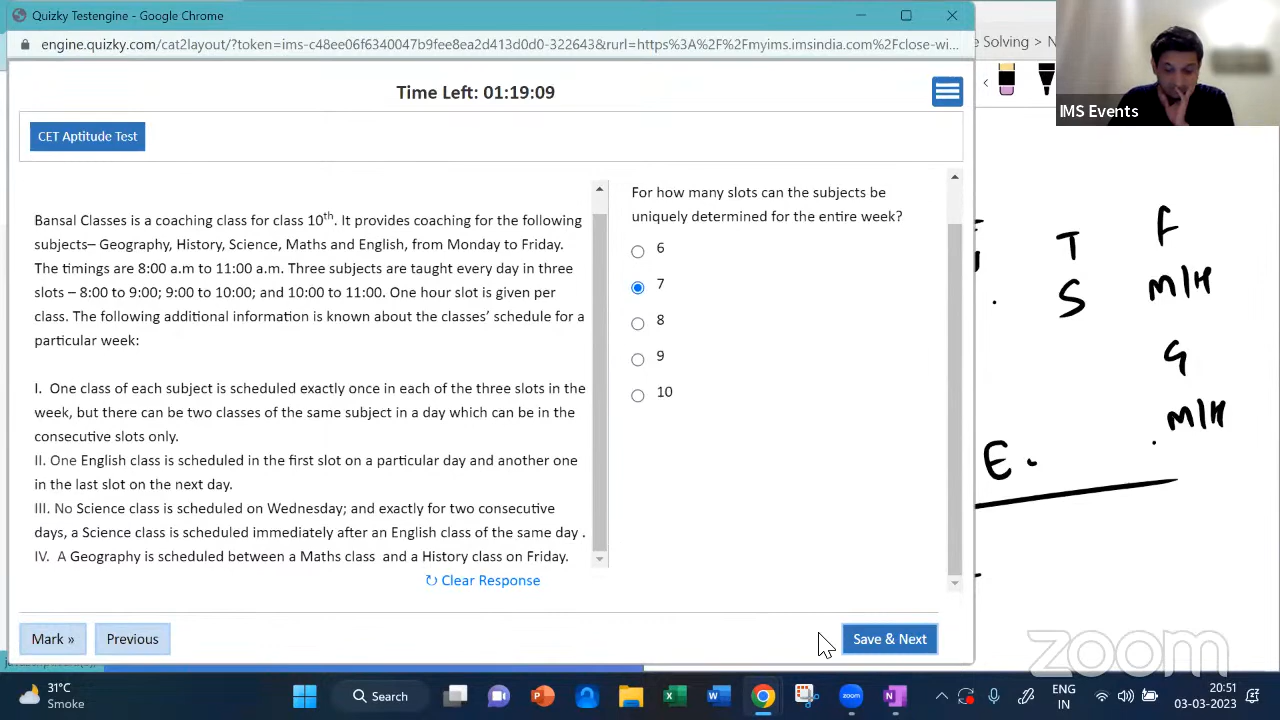 Quizky Testengine - Google Chrome
engine.quizky.com/cat2layout/?token=ims-c48ee06f6340047b9fee8ea2d413d0d0-322643&rurl=https%3A%2F%2Fmyims.imsindia.com%2Fclose-wi...
e Solving > N
Time Left: 01:19:09
IMS Events
CET Aptitude Test
Bansal Classes is a coaching class for class 10th. It provides coaching for the following
subjects– Geography, History, Science, Maths and English, from Monday to Friday.
The timings are 8:00 a.m to 11:00 a.m. Three subjects are taught every day in three
slots – 8:00 to 9:00; 9:00 to 10:00; and 10:00 to 11:00. One hour slot is given per
class. The following additional information is known about the classes’ schedule for a
particular week:
I. One class of each subject is scheduled exactly once in each of the three slots in the
week, but there can be two classes of the same subject in a day which can be in the
consecutive slots only.
II. One English class is scheduled in the first slot on a particular day and another one
in the last slot on the next day.
III. No Science class is scheduled on Wednesday; and exactly for two consecutive
days, a Science class is scheduled immediately after an English class of the same day .
IV. A Geography is scheduled between a Maths class and a History class on Friday.
Clear Response
For how many slots can the subjects be
uniquely determined for the entire week?
6
7
8
9
10
Mark »
Previous
Save & Next
T F
S M/H
G
M/H
E.
zoom
31°C
Smoke
Search
zoom
ENG
IN
20:51
03-03-2023